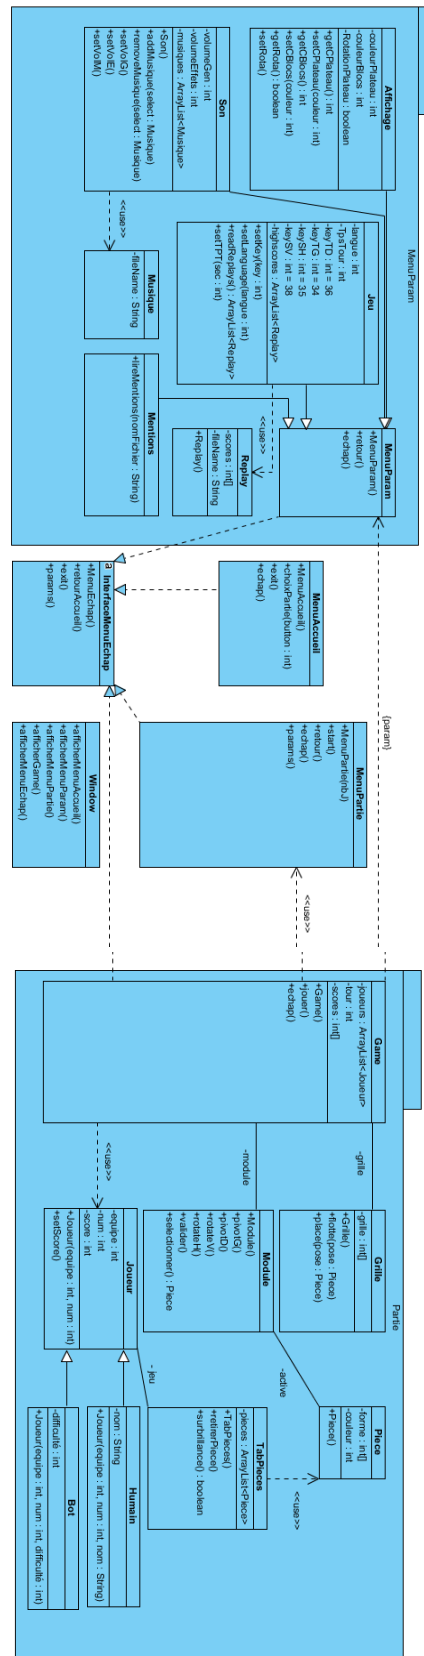 MenuParam
Affichage
-couleurPlateau : int
-couleurBlocs : int
-RotationPlateau : boolean
+getCPlateau() : int
+setCPlateau(couleur : int)
+getCBlocs() : int
+setCBlocs(couleur : int)
+getRota() : boolean
+setRota()
Son
-volumeGen : int
-volumeEffets : int
-musiques : ArrayList<Musique>
+Son()
+addMusique(select : Musique)
+removeMusique(select : Musique)
+setVolG()
+setVolE()
+setVolM()
<<use>>
Jeu
-langue : int
-TpsTour : int
-keyTD : int = 36
-keyTG : int = 34
-keySH : int = 35
-keySV : int = 38
-highscores : ArrayList<Replay>
+setKey(key : int)
+setLanguage(langue : int)
+readReplays() : ArrayList<Replay>
+setTPT(sec : int)
Musique
-fileName : String
Mentions
+lireMentions(nomFichier : String)
<<use>>
MenuParam
+MenuParam()
+retour()
+echap()
Replay
-scores : int[]
-fileName : String
+Replay()
MenuAccueil
+MenuAccueil()
+choixPartie(button : int)
+exit()
+echap()
a InterfaceMenuEchap
+MenuEchap()
+retourAccueil()
+exit()
+params()
{param}
MenuPartie
+MenuPartie(nbJ)
+start()
+retour()
+echap()
+params()
Window
+afficherMenuAccueil()
+afficherMenuParam()
+afficherMenuPartie()
+afficherGame()
+afficherMenuEchap()
<<use>>
Partie
Game
-joueurs : ArrayList<Joueur>
-tour : int
-scores : int[]
+Game()
+jouer()
+echap()
-grille
-module
<<use>>
Grille
-grille : int[]
+Grille()
+flotte(pose : Piece)
+place(pose : Piece)
Module
+Module()
+pivotG()
+pivotD()
+rotateV()
+rotateH()
+valider()
+selectionner() : Piece
Joueur
-equipe : int
-num : int
-score : int
+Joueur(equipe : int, num : int)
+setScore()
-active
-jeu
Piece
-forme : int[]
-couleur : int
+Piece()
<<use>>
TabPieces
-pieces : ArrayList<Piece>
+TabPieces()
+retirerPiece()
+surbrillance() : boolean
Humain
-nom : String
+Joueur(equipe : int, num : int, nom : String)
Bot
-difficulté : int
+Joueur(equipe : int, num : int, difficulté : int)